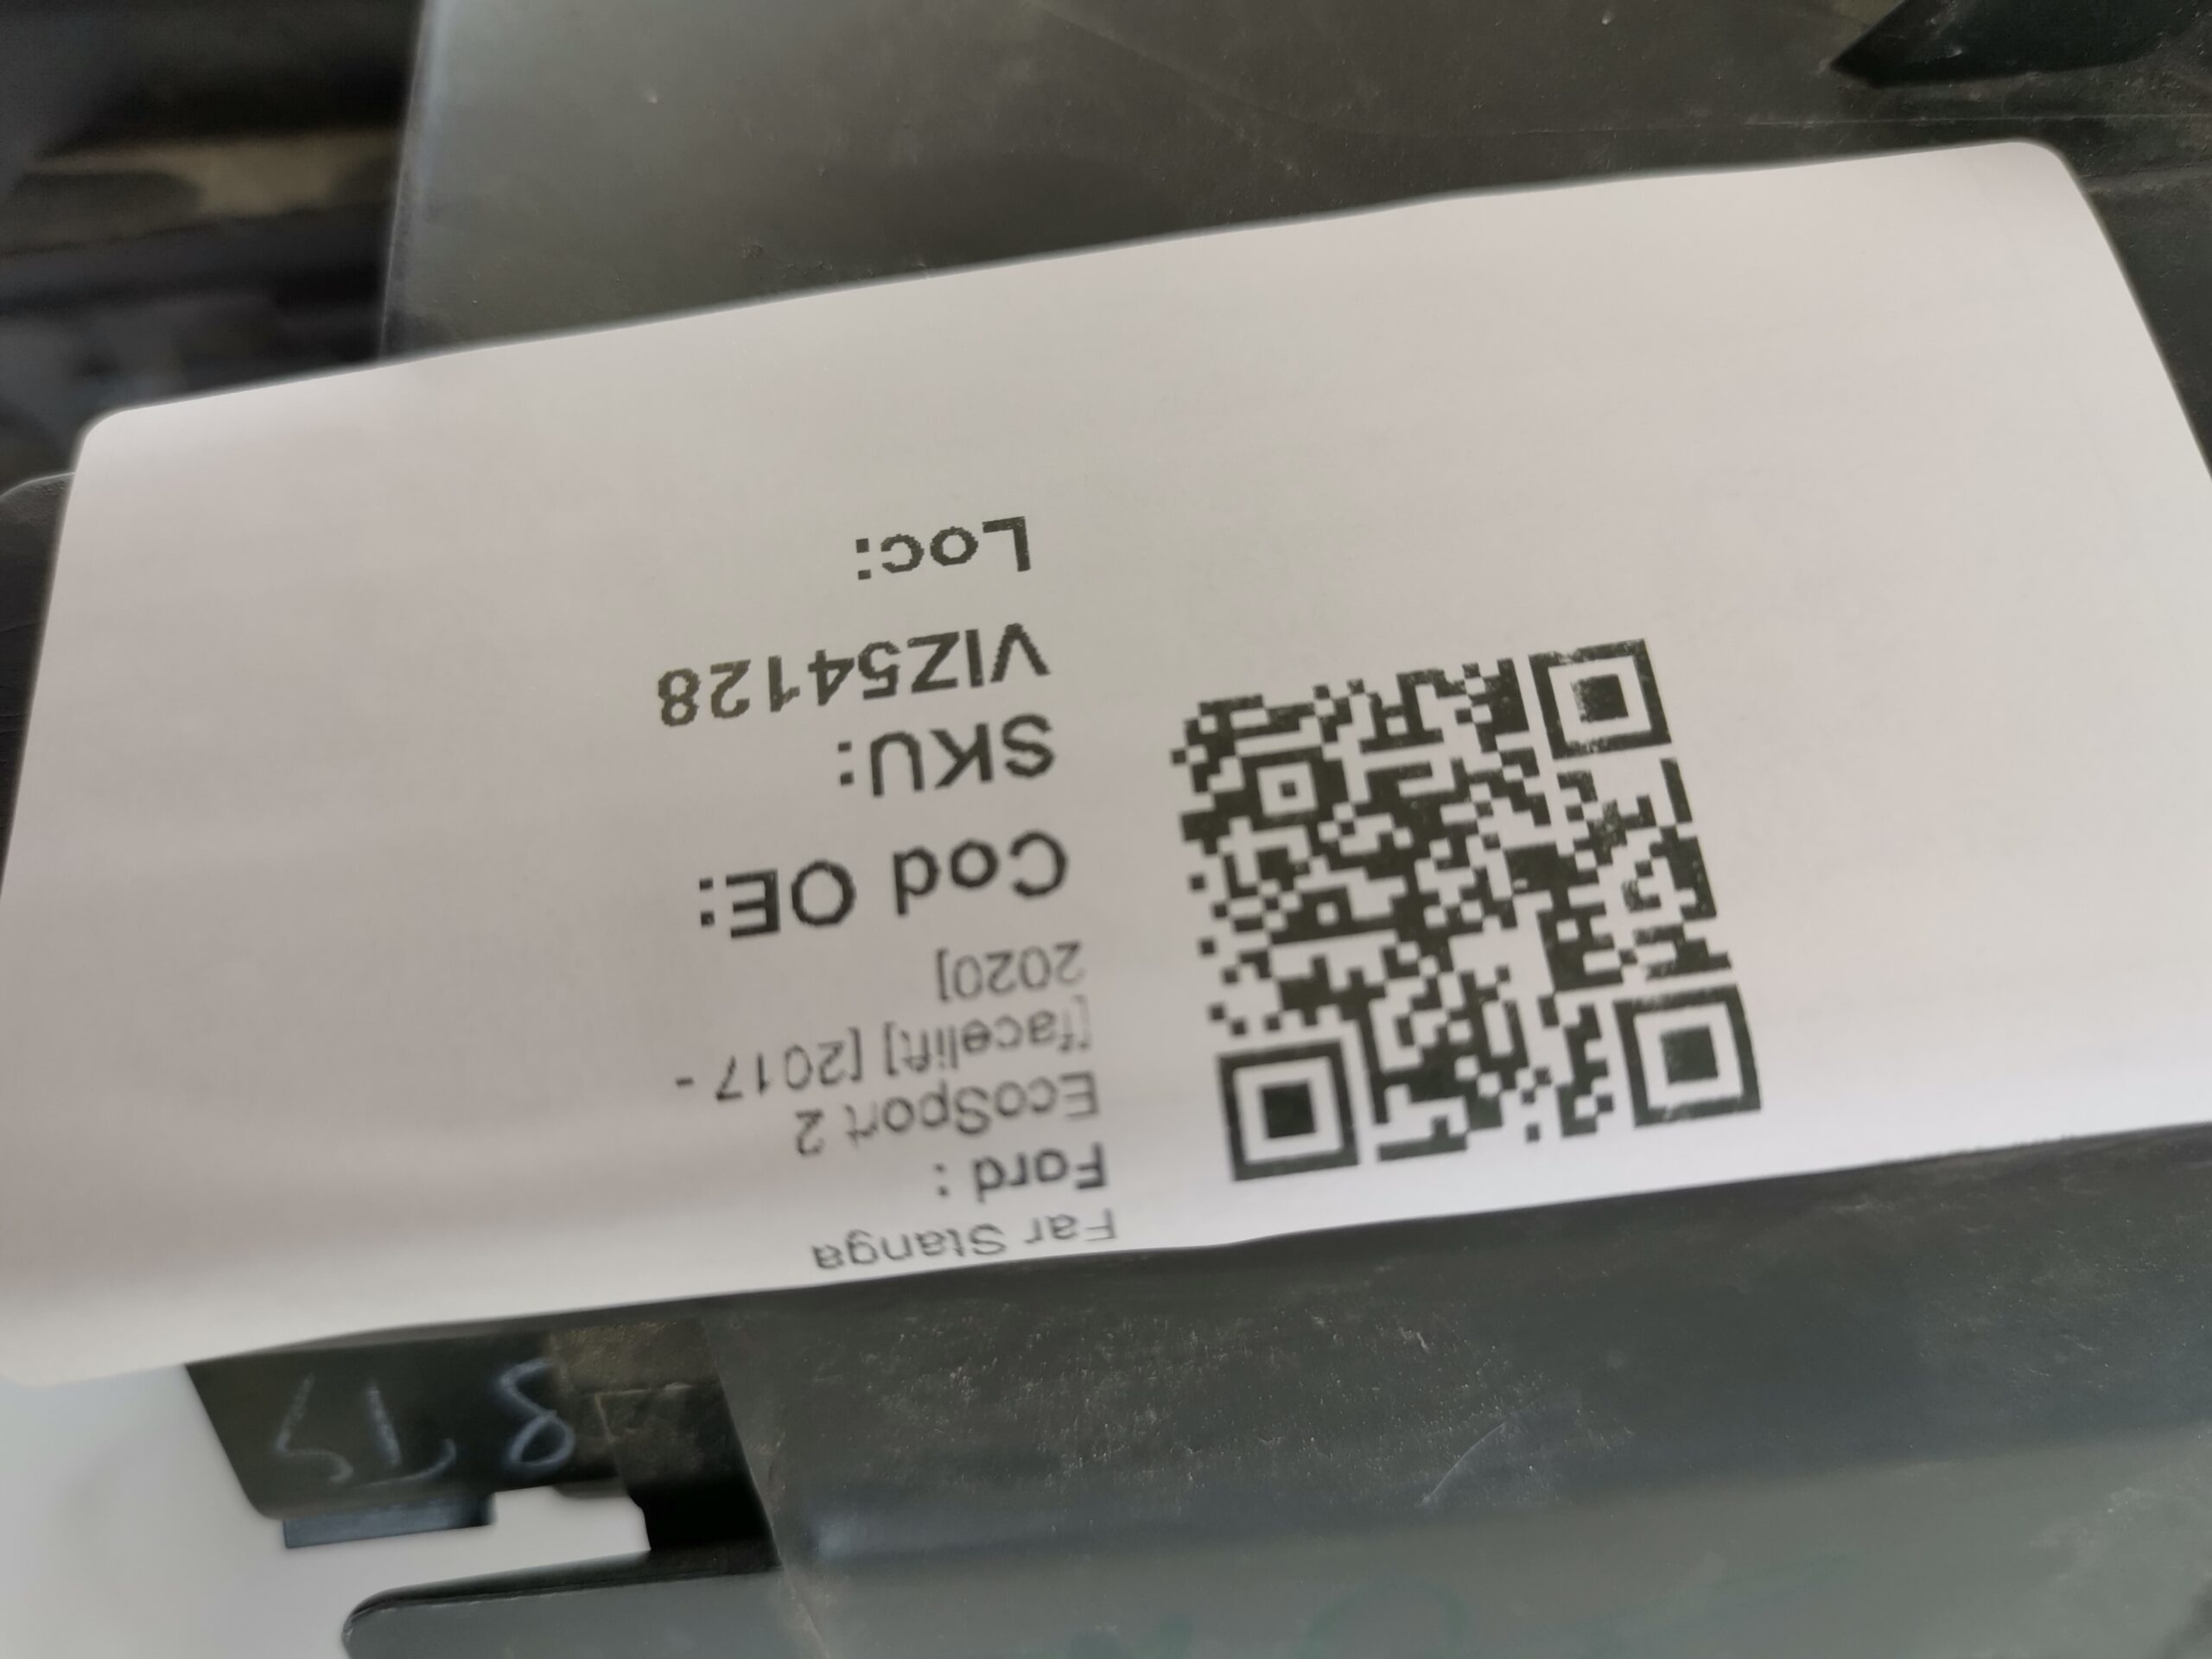 Far Stanga
Ford :
EcoSport 2
[facelift] [2017 -
2020]
Cod OE:
SKU:
VIZ54128
Loc: